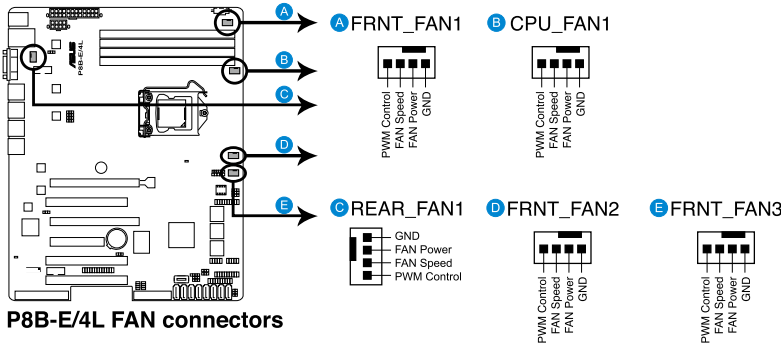 A
A FRNT_FAN1
B CPU_FAN1
ASUS
P8B-E/4L
B
C
PWM Control
FAN Speed
FAN Power
GND
PWM Control
FAN Speed
FAN Power
GND
D
E
C REAR_FAN1
D FRNT_FAN2
E FRNT_FAN3
GND
FAN Power
FAN Speed
PWM Control
PWM Control
FAN Speed
FAN Power
GND
PWM Control
FAN Speed
FAN Power
GND
P8B-E/4L FAN connectors